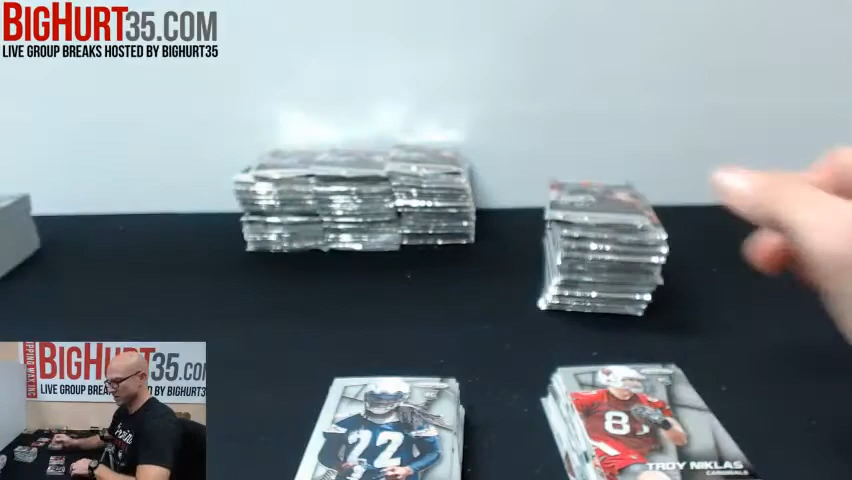 BIGHURT35.COM
LIVE GROUP BREAKS HOSTED BY BIGHURT35
BIGHURT35.COM
LIVE GROUP BREAKS HOSTED BY BIGHURT35
22
8
TROY NIKLAS
CARDINALS